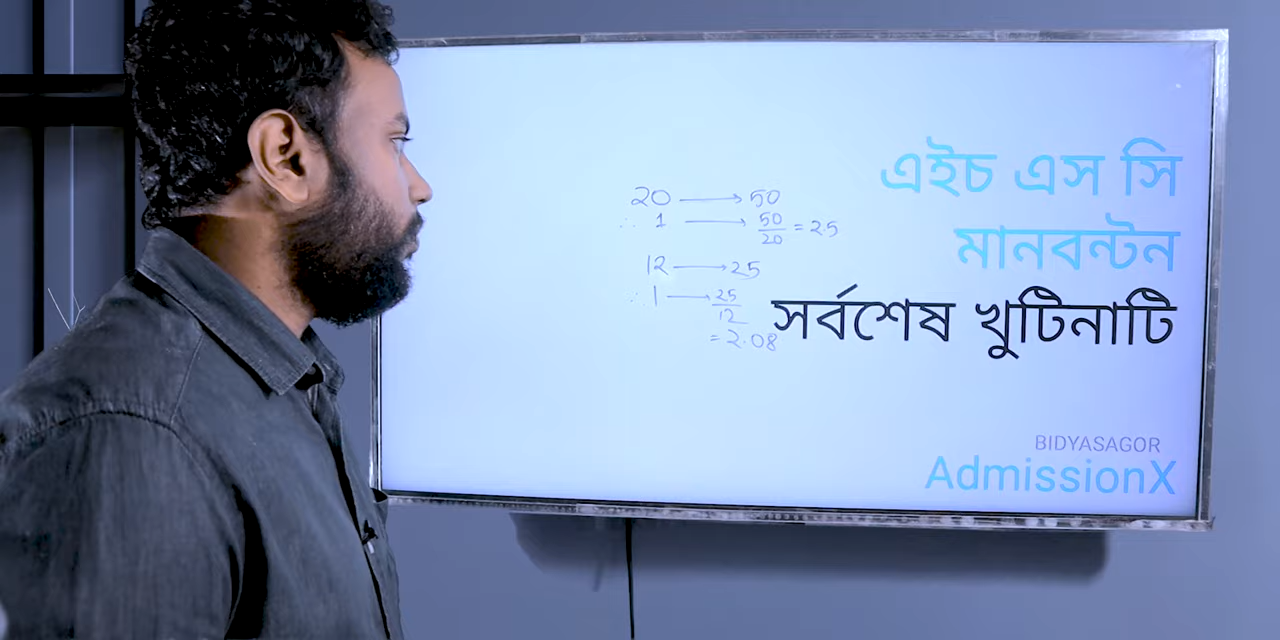 20 ⟶ 50
∴ 1 ⟶ 50/20 = 2.5
12 ⟶ 25
∴ 1 ⟶ 25/12
= 2.08
এইচ এস সি
মানবন্টন
সর্বশেষ খুটিনাটি
BIDYASAGOR
AdmissionX